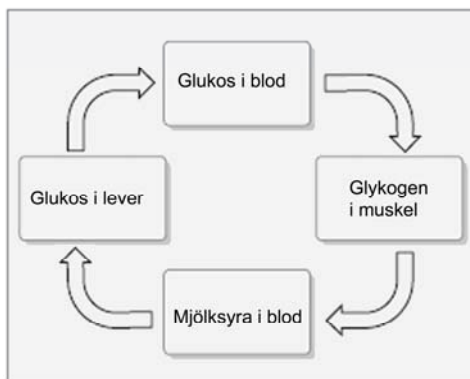 Glukos i blod
Glukos i lever
Glykogen
i muskel
Mjölksyra i blod